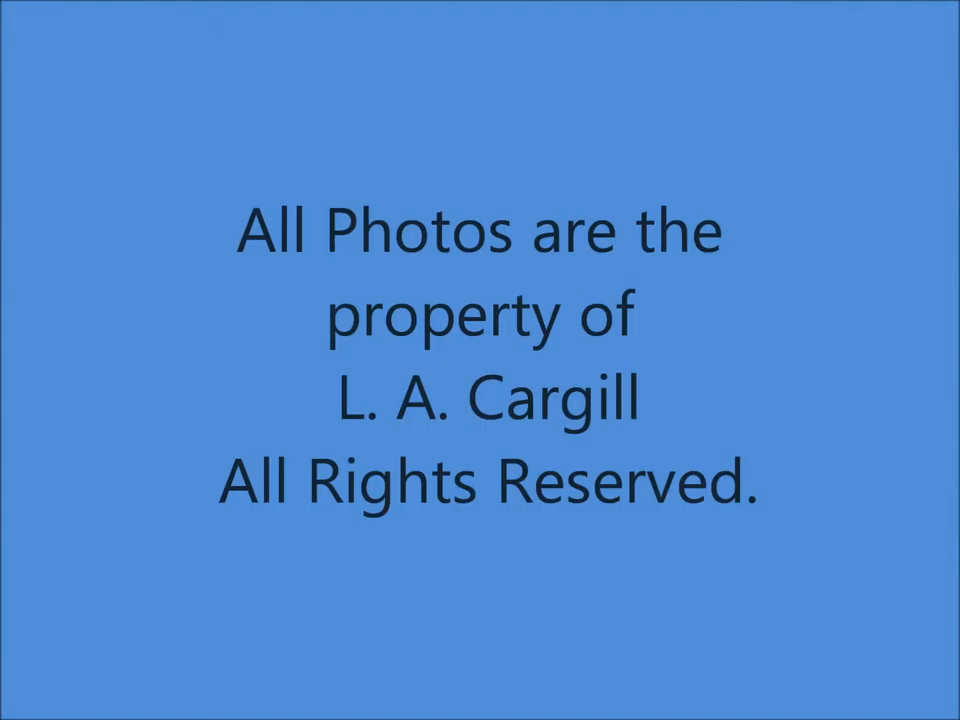 All Photos are the
property of
L. A. Cargill
All Rights Reserved.